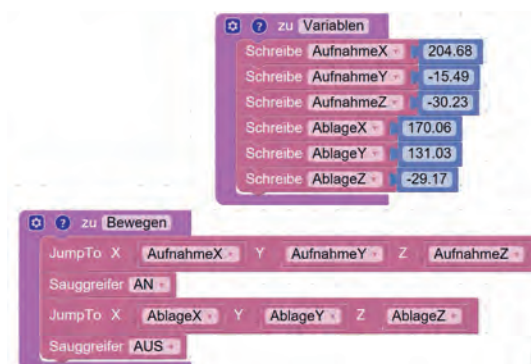 zu Variablen
Schreibe AufnahmeX 204.68
Schreibe AufnahmeY -15.49
Schreibe AufnahmeZ -30.23
Schreibe AblageX 170.06
Schreibe AblageY 131.03
Schreibe AblageZ -29.17
zu Bewegen
JumpTo X AufnahmeX Y AufnahmeY Z AufnahmeZ
Sauggreifer AN
JumpTo X AblageX Y AblageY Z AblageZ
Sauggreifer AUS